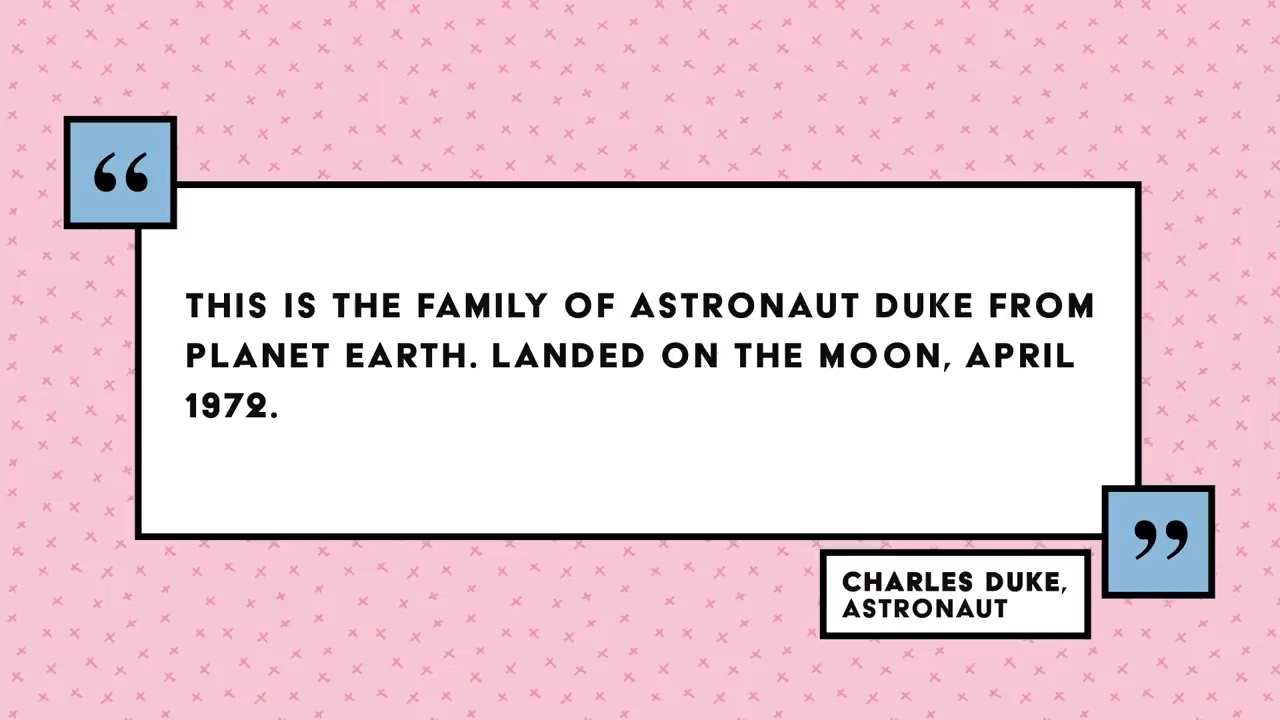 “
THIS IS THE FAMILY OF ASTRONAUT DUKE FROM
PLANET EARTH. LANDED ON THE MOON, APRIL
1972.
”
CHARLES DUKE,
ASTRONAUT